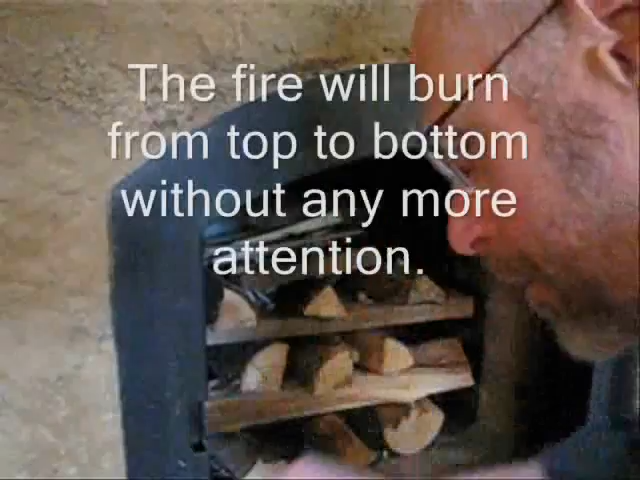 The fire will burn
from top to bottom
without any more
attention.